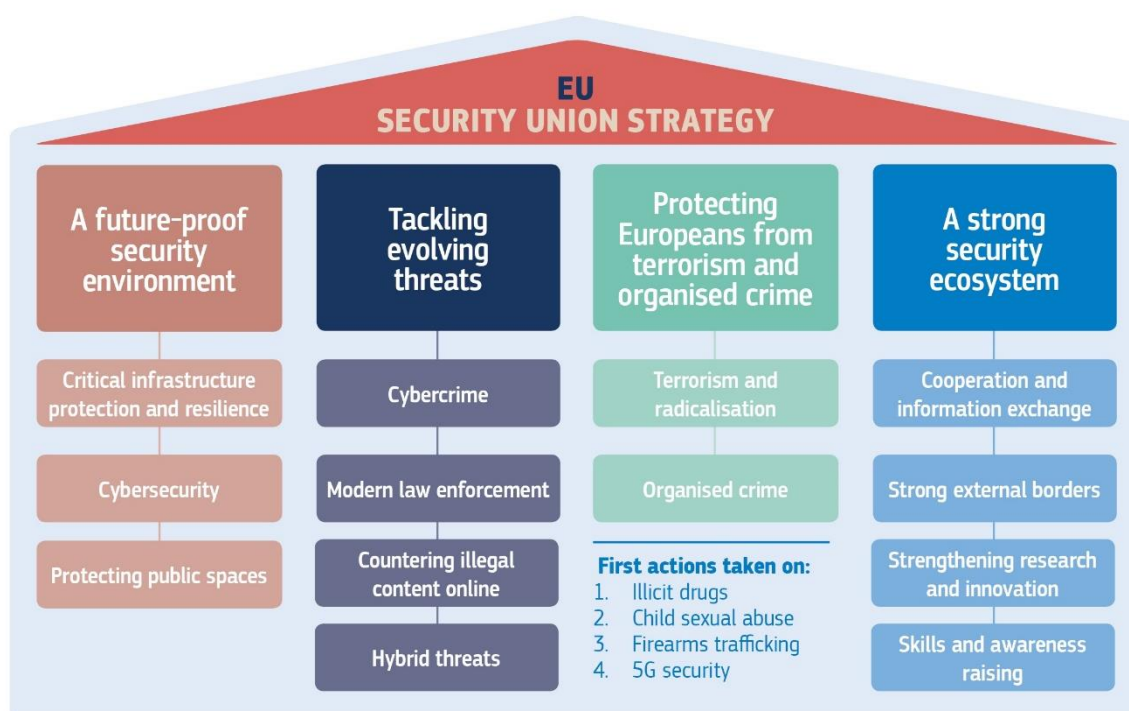 EU
SECURITY UNION STRATEGY
A future-proof
security
environment
Critical infrastructure
protection and resilience
Cybersecurity
Protecting public spaces
Tackling
evolving
threats
Cybercrime
Modern law enforcement
Countering illegal
content online
Hybrid threats
Protecting
Europeans from
terrorism and
organised crime
Terrorism and
radicalisation
Organised crime
First actions taken on:
1. Illicit drugs
2. Child sexual abuse
3. Firearms trafficking
4. 5G security
A strong
security
ecosystem
Cooperation and
information exchange
Strong external borders
Strengthening research
and innovation
Skills and awareness
raising